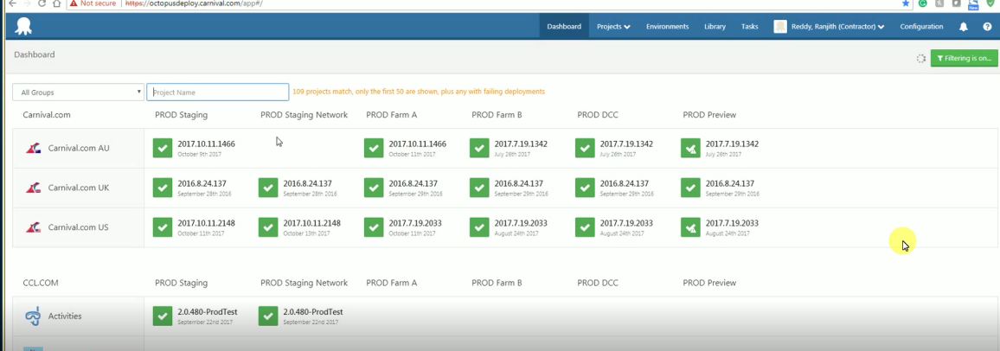 Not secure | https://octopusdeploy.carnival.com/app#/
New
Dashboard Projects Environments Library Tasks Reddy, Ranjith (Contractor) Configuration ?
Dashboard
Filtering is on...
All Groups Project Name 109 projects match, only the first 50 are shown, plus any with failing deployments
Carnival.com PROD Staging PROD Staging Network PROD Farm A PROD Farm B PROD DCC PROD Preview
Carnival.com AU 2017.10.11.1466 2017.10.11.1466 2017.7.19.1342 2017.7.19.1342 2017.7.19.1342
October 9th 2017 October 11th 2017 July 26th 2017 July 26th 2017 July 26th 2017
Carnival.com UK 2016.8.24.137 2016.8.24.137 2016.8.24.137 2016.8.24.137 2016.8.24.137 2016.8.24.137
September 28th 2016 September 28th 2016 September 29th 2016 September 29th 2016 September 29th 2016 September 29th 2016
Carnival.com US 2017.10.11.2148 2017.10.11.2148 2017.7.19.2033 2017.7.19.2033 2017.7.19.2033 2017.7.19.2033
October 11th 2017 October 13th 2017 October 11th 2017 August 24th 2017 August 24th 2017 August 24th 2017
CCL.COM PROD Staging PROD Staging Network PROD Farm A PROD Farm B PROD DCC PROD Preview
Activities 2.0.480-ProdTest 2.0.480-ProdTest
September 22nd 2017 September 22nd 2017